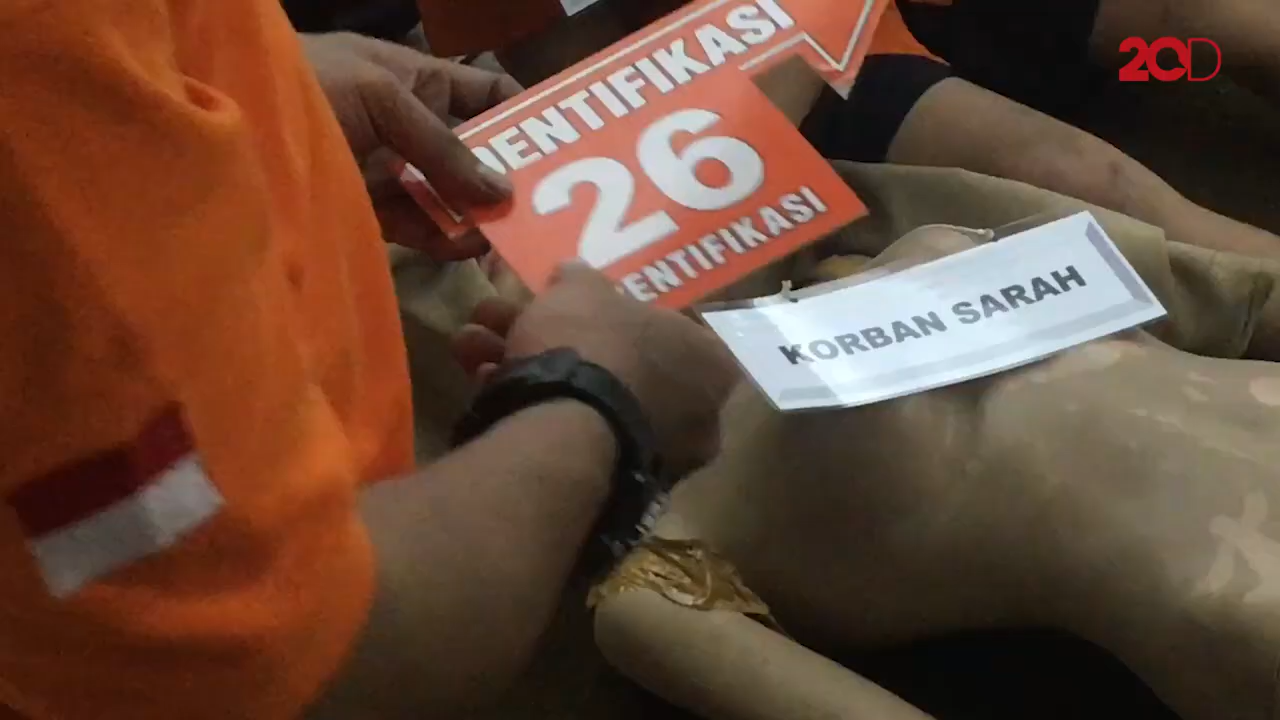 20D
IDENTIFIKASI
26
IDENTIFIKASI
KORBAN SARAH